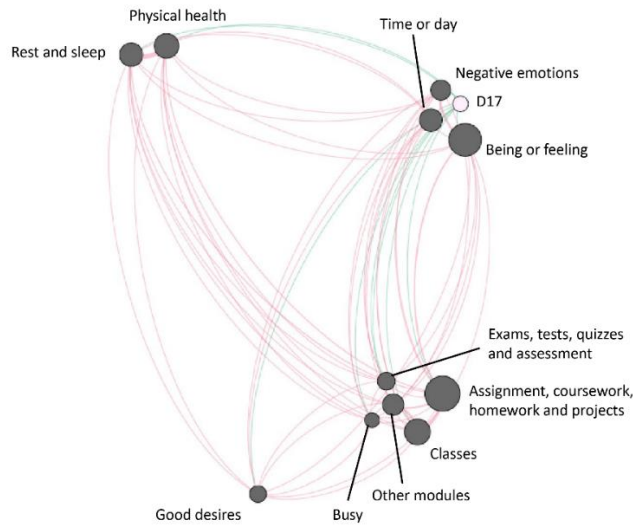 Physical health
Rest and sleep
Time or day
Negative emotions
D17
Being or feeling
Exams, tests, quizzes
and assessment
Assignment, coursework,
homework and projects
Classes
Other modules
Busy
Good desires